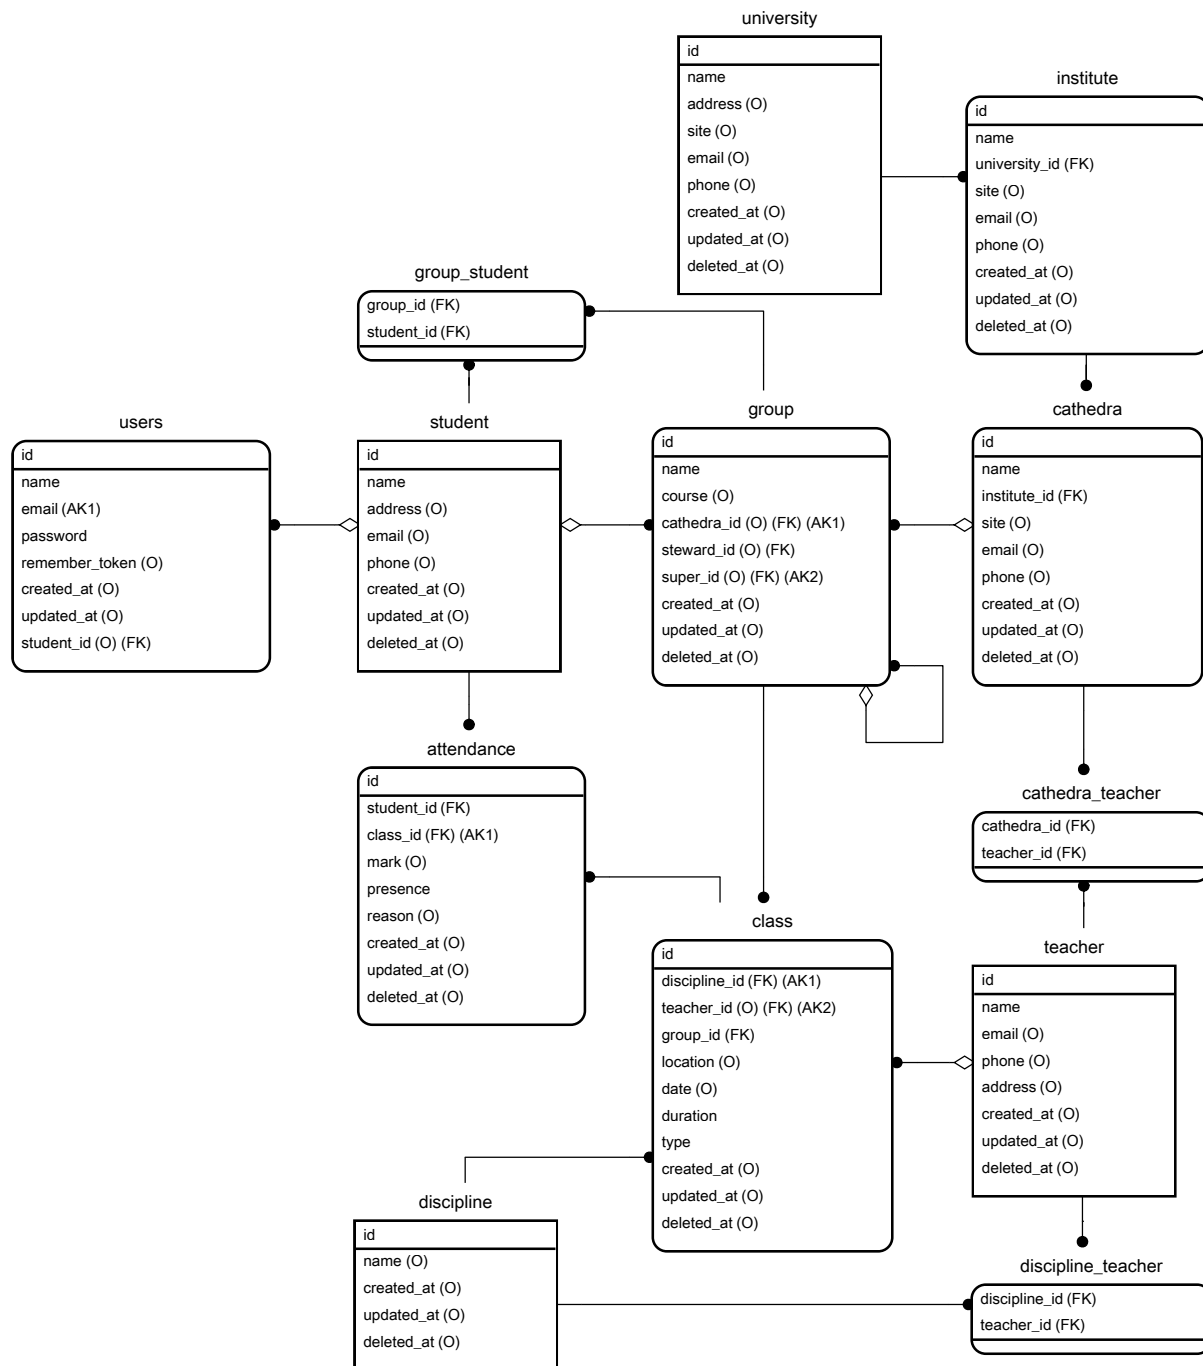 university
id
name
address (O)
site (O)
email (O)
phone (O)
created_at (O)
updated_at (O)
deleted_at (O)
institute
id
name
university_id (FK)
site (O)
email (O)
phone (O)
created_at (O)
updated_at (O)
deleted_at (O)
group_student
group_id (FK)
student_id (FK)
users
id
name
email (AK1)
password
remember_token (O)
created_at (O)
updated_at (O)
student_id (O) (FK)
student
id
name
address (O)
email (O)
phone (O)
created_at (O)
updated_at (O)
deleted_at (O)
group
id
name
course (O)
cathedra_id (O) (FK) (AK1)
steward_id (O) (FK)
super_id (O) (FK) (AK2)
created_at (O)
updated_at (O)
deleted_at (O)
cathedra
id
name
institute_id (FK)
site (O)
email (O)
phone (O)
created_at (O)
updated_at (O)
deleted_at (O)
attendance
id
student_id (FK)
class_id (FK) (AK1)
mark (O)
presence
reason (O)
created_at (O)
updated_at (O)
deleted_at (O)
cathedra_teacher
cathedra_id (FK)
teacher_id (FK)
class
id
discipline_id (FK) (AK1)
teacher_id (O) (FK) (AK2)
group_id (FK)
location (O)
date (O)
duration
type
created_at (O)
updated_at (O)
deleted_at (O)
teacher
id
name
email (O)
phone (O)
address (O)
created_at (O)
updated_at (O)
deleted_at (O)
discipline
id
name (O)
created_at (O)
updated_at (O)
deleted_at (O)
discipline_teacher
discipline_id (FK)
teacher_id (FK)